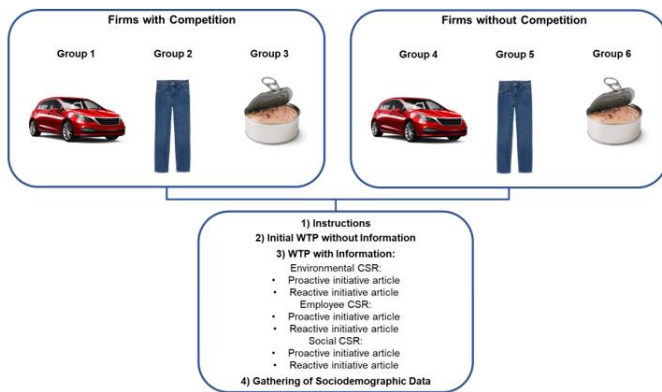 Firms with Competition
Group 1
Group 2
Group 3
Firms without Competition
Group 4
Group 5
Group 6
1) Instructions
2) Initial WTP without Information
3) WTP with Information:
Environmental CSR:
• Proactive initiative article
• Reactive initiative article
Employee CSR:
• Proactive initiative article
• Reactive initiative article
Social CSR:
• Proactive initiative article
• Reactive initiative article
4) Gathering of Sociodemographic Data